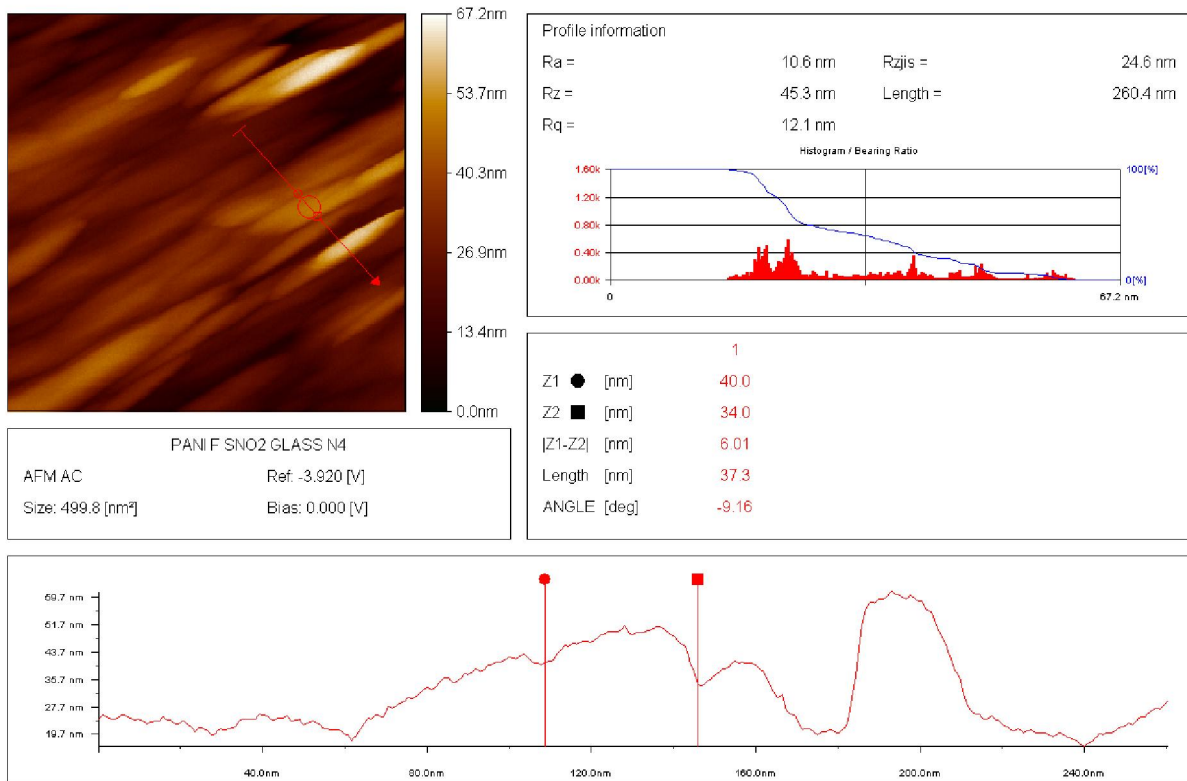 67.2nm
53.7nm
40.3nm
26.9nm
13.4nm
0.0nm
Profile information
Ra = 10.6 nm Rzjis = 24.6 nm
Rz = 45.3 nm Length = 260.4 nm
Rq = 12.1 nm
Histogram / Bearing Ratio
1.60k 100[%]
1.20k
0.80k
0.40k
0.00k 0[%]
0 67.2 nm
PANI F SNO2 GLASS N4
AFM AC Ref: -3.920 [V]
Size: 499.8 [nm²] Bias: 0.000 [V]
1
Z1 ● [nm] 40.0
Z2 ■ [nm] 34.0
|Z1-Z2| [nm] 6.01
Length [nm] 37.3
ANGLE [deg] -9.16
59.7 nm
51.7 nm
43.7 nm
35.7 nm
27.7 nm
19.7 nm
40.0nm 80.0nm 120.0nm 160.0nm 200.0nm 240.0nm